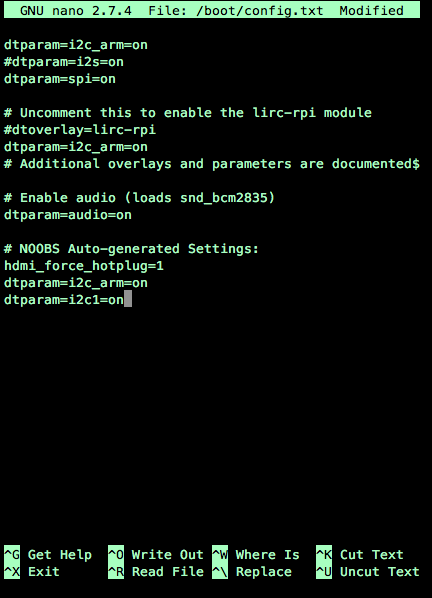 GNU nano 2.7.4 File: /boot/config.txt Modified
dtparam=i2c_arm=on
#dtparam=i2s=on
dtparam=spi=on
# Uncomment this to enable the lirc-rpi module
#dtoverlay=lirc-rpi
dtparam=i2c_arm=on
# Additional overlays and parameters are documented$
# Enable audio (loads snd_bcm2835)
dtparam=audio=on
# NOOBS Auto-generated Settings:
hdmi_force_hotplug=1
dtparam=i2c_arm=on
dtparam=i2c1=on
^G Get Help ^O Write Out ^W Where Is ^K Cut Text
^X Exit ^R Read File ^\ Replace ^U Uncut Text